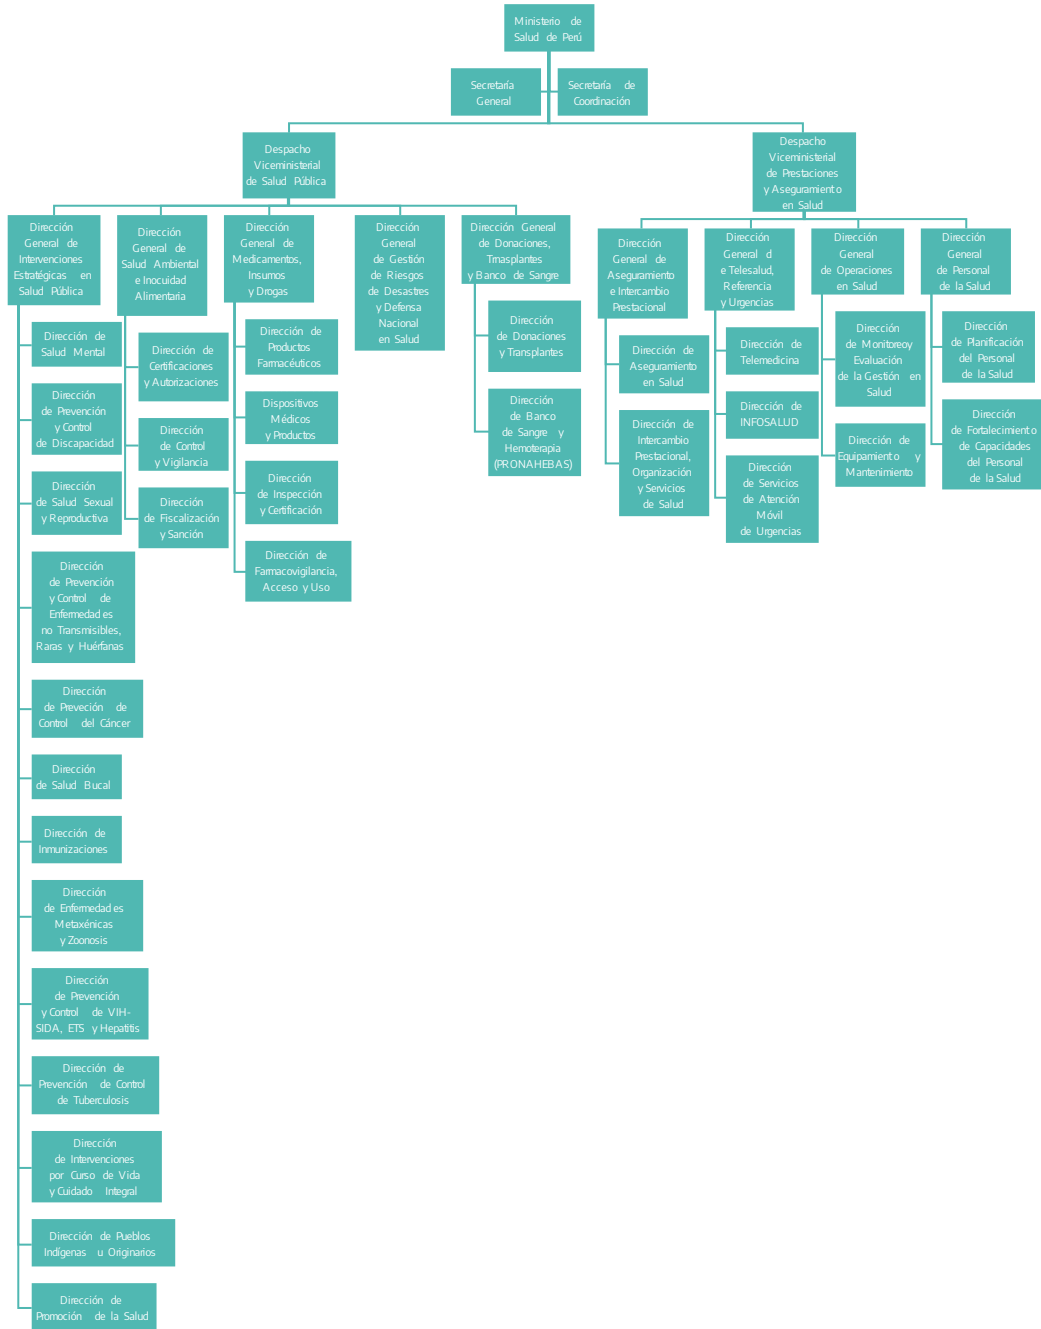 Ministerio de
Salud de Perú
Secretaría
General
Secretaría de
Coordinación
Despacho
Viceministerial
de Salud Pública
Despacho
Viceministerial
de Prestaciones
y Aseguramiento
en Salud
Dirección
General de
Intervenciones
Estratégicas en
Salud Pública
Dirección
General de
Salud Ambiental
e Inocuidad
Alimentaria
Dirección
General de
Medicamentos,
Insumos
y Drogas
Dirección
General
de Gestión
de Riesgos
de Desastres
y Defensa
Nacional
en Salud
Dirección General
de Donaciones,
Tmasplantes
y Banco de Sangre
Dirección
General de
Aseguramiento
e Intercambio
Prestacional
Dirección
General d
e Telesalud,
Referencia
y Urgencias
Dirección
General
de Operaciones
en Salud
Dirección
General
de Personal
de la Salud
Dirección de
Salud Mental
Dirección
de Prevención
y Control
de Discapacidad
Dirección
de Salud Sexual
y Reproductiva
Dirección
de Prevención
y Control de
Enfermedades
no Transmisibles,
Raras y Huérfanas
Dirección
de Preveción de
Control del Cáncer
Dirección
de Salud Bucal
Dirección de
Inmunizaciones
Dirección
de Enfermedades
Metaxénicas
y Zoonosis
Dirección
de Prevención
y Control de VIH-
SIDA, ETS y Hepatitis
Dirección de
Prevención de Control
de Tuberculosis
Dirección
de Intervenciones
por Curso de Vida
y Cuidado Integral
Dirección de Pueblos
Indígenas u Originarios
Dirección de
Promoción de la Salud
Dirección de
Certificaciones
y Autorizaciones
Dirección
de Control
y Vigilancia
Dirección
de Fiscalización
y Sanción
Dirección de
Productos
Farmacéuticos
Dispositivos
Médicos
y Productos
Dirección
de Inspección
y Certificación
Dirección de
Farmacovigilancia,
Acceso y Uso
Dirección
de Donaciones
y Transplantes
Dirección
de Banco
de Sangre y
Hemoterapia
(PRONAHEBAS)
Dirección de
Aseguramiento
en Salud
Dirección de
Intercambio
Prestacional,
Organización
y Servicios
de Salud
Dirección de
Telemedicina
Dirección de
INFOSALUD
Dirección
de Servicios
de Atención
Móvil
de Urgencias
Dirección
de Monitoreoy
Evaluación
de la Gestión en
Salud
Dirección de
Equipamiento y
Mantenimiento
Dirección
de Planificación
del Personal
de la Salud
Dirección
de Fortalecimiento
de Capacidades
del Personal
de la Salud